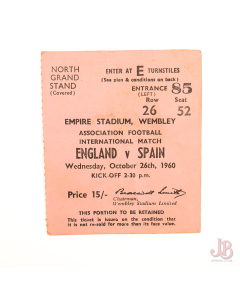 NORTH
GRAND
STAND
(Covered)
ENTER AT E TURNSTILES
(See plan & conditions on back)
ENTRANCE 85
(LEFT)
Row Seat
26 52
EMPIRE STADIUM, WEMBLEY
ASSOCIATION FOOTBALL
INTERNATIONAL MATCH
ENGLAND v SPAIN
Wednesday, October 26th, 1960
KICK-OFF 2-30 p.m.
Price 15/-
Chairman,
Wembley Stadium Limited
THIS PORTION TO BE RETAINED
This ticket is issued on the condition that it
is not re-sold for more than its face value.
JB